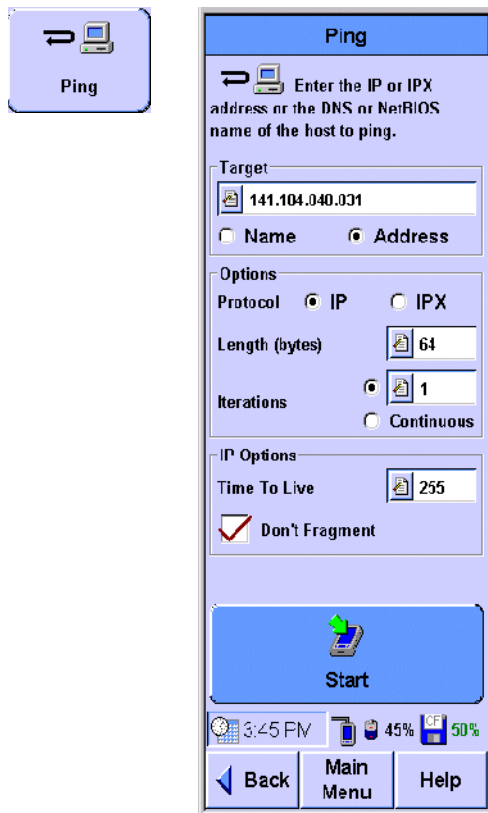 Ping
Ping
Enter the IP or IPX
address or the DNS or NetBIOS
name of the host to ping.
Target
141.104.040.031
Name Address
Options
Protocol IP IPX
Length (bytes) 64
Iterations 1
Continuous
IP Options
Time To Live 255
Don't Fragment
Start
3:45 PM 45% CF 50%
Back Main Menu Help